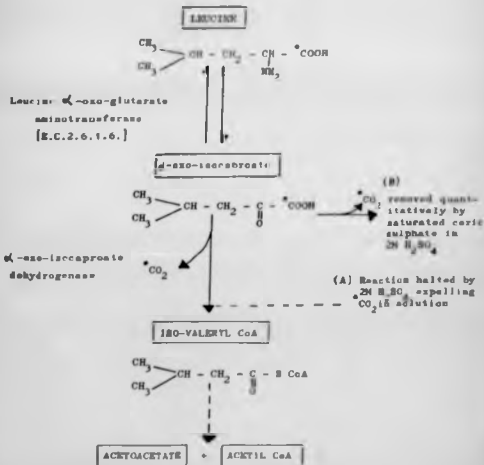 LEUCINE
CH3
CH3
CH - CH2 - CH - *COOH
NH2
Leucine α-oxo-glutarate
aminotransferase
[E.C.2.6.1.6.]
α-oxo-isocaproate
CH3
CH3
CH - CH2 - C - *COOH
O
(B)
*CO2 removed quant-
itatively by
saturated ceric
sulphate in
2N H2SO4
α-oxo-isocaproate
dehydrogenase
*CO2
(A) Reaction halted by
2N H2SO4 expelling
*CO2 in solution
ISO-VALERYL CoA
CH3
CH3
CH - CH2 - C - S CoA
O
ACETOACETATE + ACETYL CoA